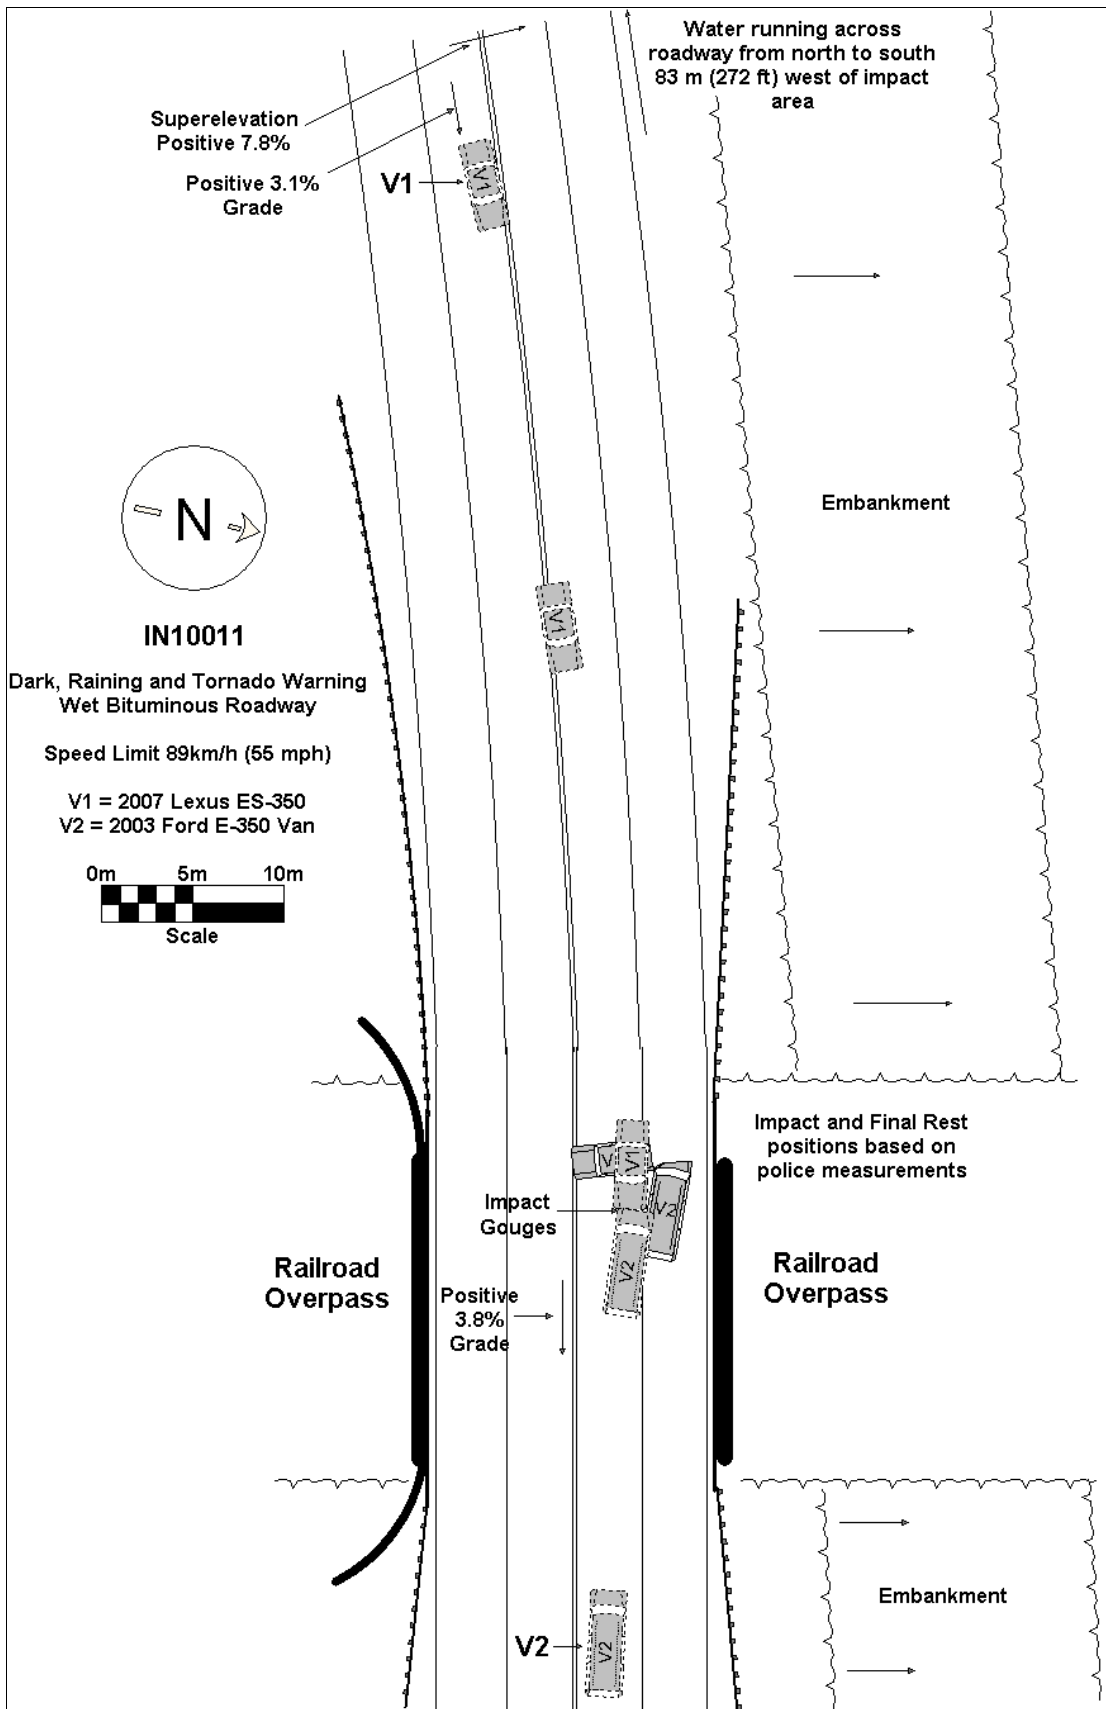 Water running across
roadway from north to south
83 m (272 ft) west of impact
area
Superelevation
Positive 7.8%
Positive 3.1%
Grade
V1
V1
N
Embankment
V1
IN10011
Dark, Raining and Tornado Warning
Wet Bituminous Roadway
Speed Limit 89km/h (55 mph)
V1 = 2007 Lexus ES-350
V2 = 2003 Ford E-350 Van
0m 5m 10m
Scale
Impact and Final Rest
positions based on
police measurements
V
V1
Impact
Gouges
V2
V2
Railroad
Overpass
Railroad
Overpass
Positive
3.8%
Grade
Embankment
V2
V2